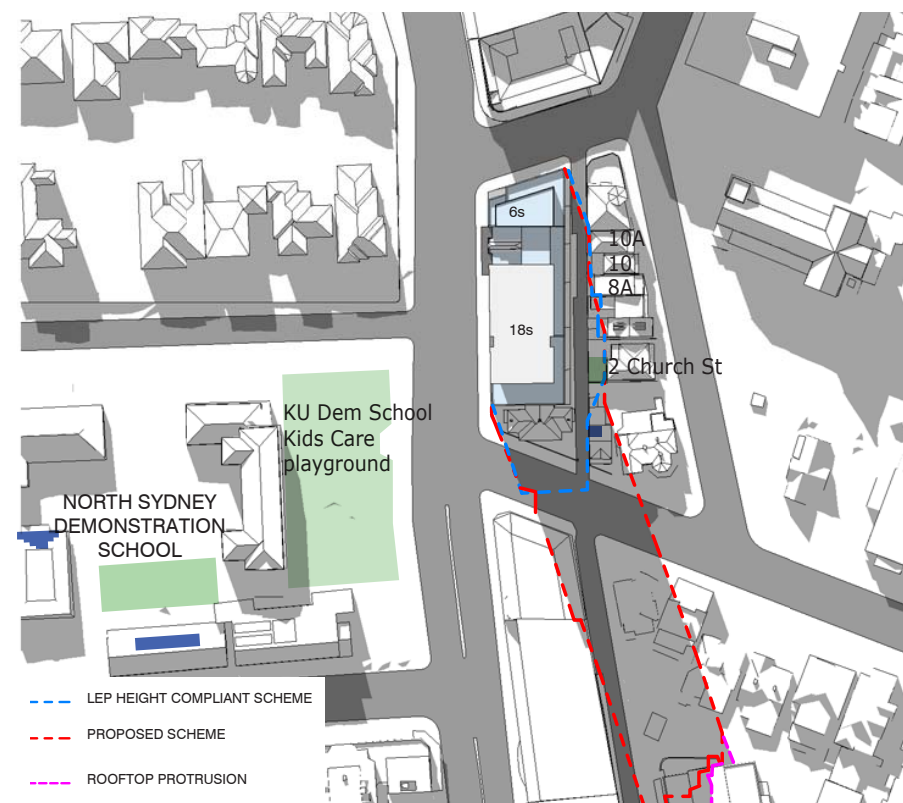 6s
10A
10
8A
18s
2 Church St
KU Dem School
Kids Care
playground
NORTH SYDNEY
DEMONSTRATION
SCHOOL
LEP HEIGHT COMPLIANT SCHEME
PROPOSED SCHEME
ROOFTOP PROTRUSION